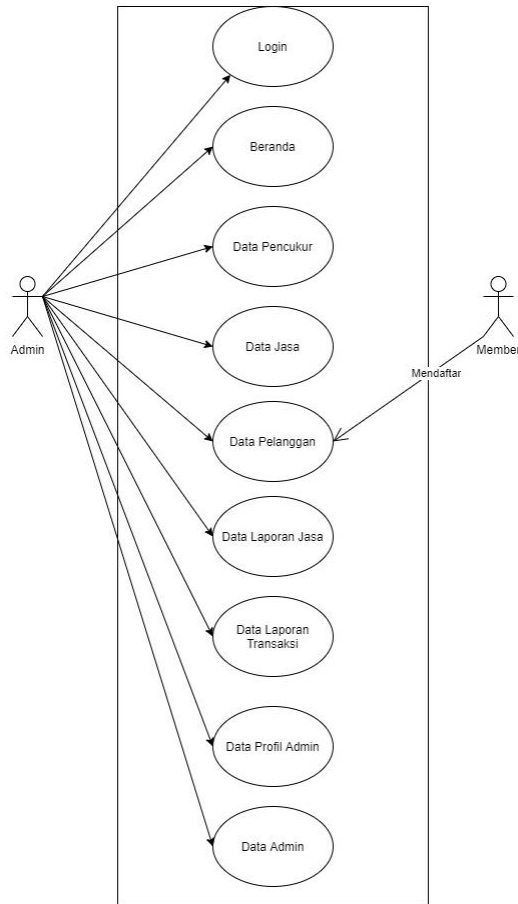 Login
Beranda
Data Pencukur
Admin
Data Jasa
Member
Mendaftar
Data Pelanggan
Data Laporan Jasa
Data Laporan
Transaksi
Data Profil Admin
Data Admin